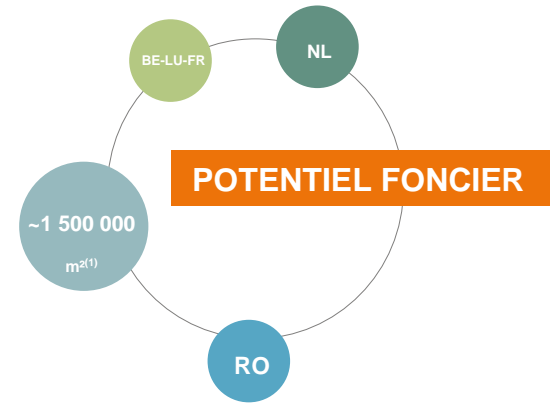 NL
BE-LU-FR
POTENTIEL FONCIER
~1 500 000
m²⁽¹⁾
RO